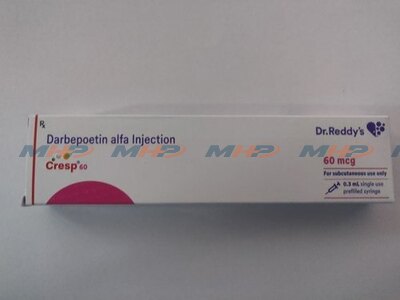 Rx
Darbepoetin alfa Injection
Cresp 60
Dr.Reddy's
60 mcg
For subcutaneous use only
0.3 mL single use
prefilled syringe
MHP MHP MHP MHP